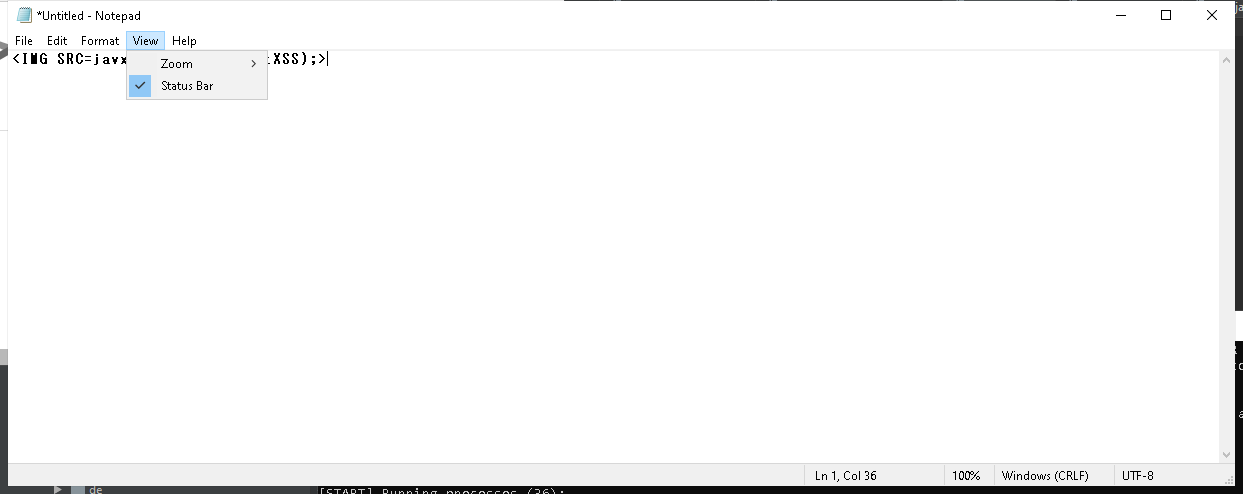 *Untitled - Notepad
File Edit Format View Help
<IMG SRC=javx XSS);>
Zoom
Status Bar
Ln 1, Col 36 100% Windows (CRLF) UTF-8
de
[START] Running processes (36):